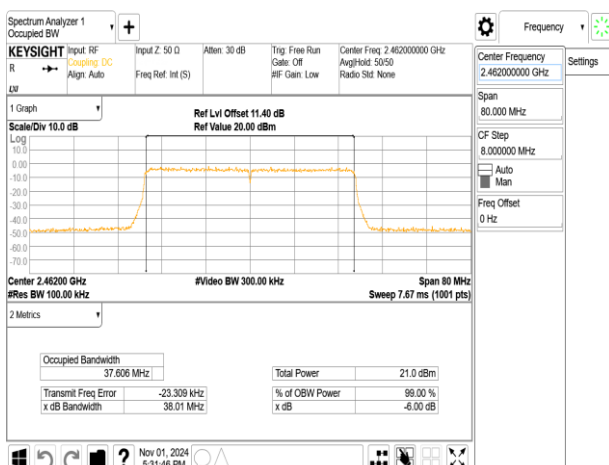 Spectrum Analyzer 1
Occupied BW
Frequency
KEYSIGHT
Input: RF
Coupling: DC
Align: Auto
Input Z: 50 Ω
Freq Ref: Int (S)
Atten: 30 dB
Trig: Free Run
Gate: Off
#IF Gain: Low
Center Freq: 2.462000000 GHz
Avg|Hold: 50/50
Radio Std: None
R
LXI
Center Frequency
2.462000000 GHz
Settings
Span
80.000 MHz
CF Step
8.000000 MHz
Auto
Man
Freq Offset
0 Hz
1 Graph
Scale/Div 10.0 dB
Ref Lvl Offset 11.40 dB
Ref Value 20.00 dBm
Log
10.0
0.00
-10.0
-20.0
-30.0
-40.0
-50.0
-60.0
-70.0
Center 2.46200 GHz
#Video BW 300.00 kHz
Span 80 MHz
#Res BW 100.00 kHz
Sweep 7.67 ms (1001 pts)
2 Metrics
Occupied Bandwidth
37.606 MHz
Total Power 21.0 dBm
Transmit Freq Error -23.309 kHz
% of OBW Power 99.00 %
x dB Bandwidth 38.01 MHz
x dB -6.00 dB
?
Nov 01, 2024
5:31:46 PM